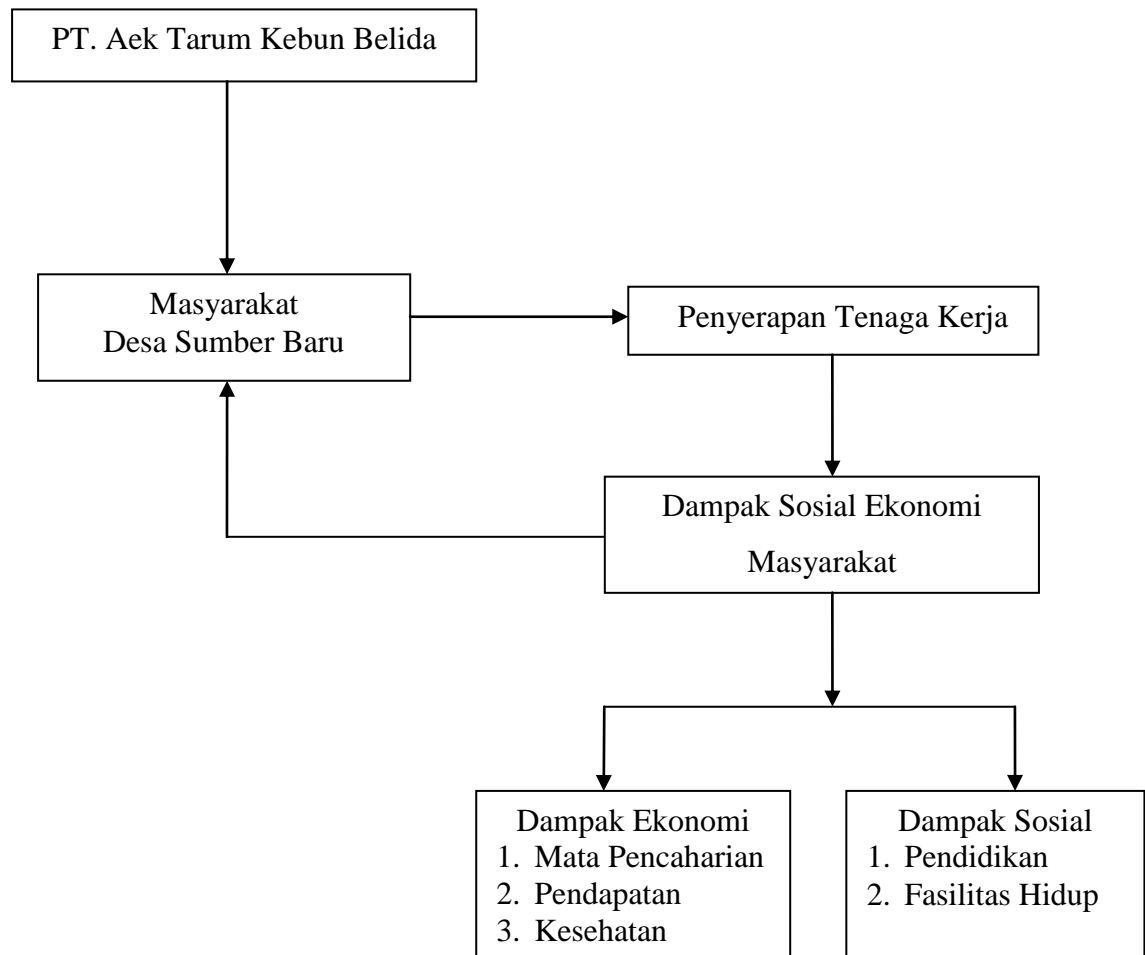 PT. Aek Tarum Kebun Belida
Masyarakat
Desa Sumber Baru
Penyerapan Tenaga Kerja
Dampak Sosial Ekonomi
Masyarakat
Dampak Ekonomi
1. Mata Pencaharian
2. Pendapatan
3. Kesehatan
Dampak Sosial
1. Pendidikan
2. Fasilitas Hidup